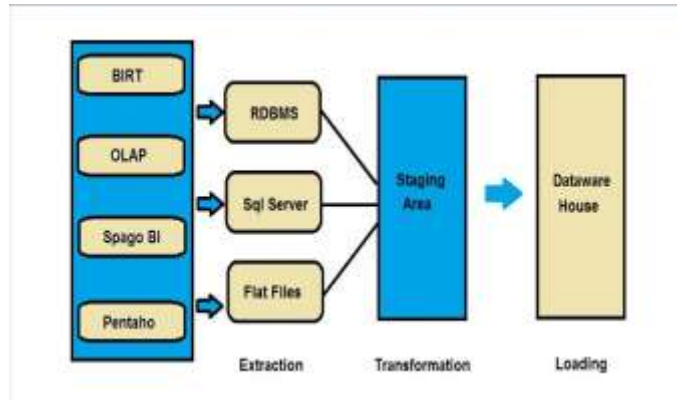 BIRT
OLAP
Spago BI
Pentaho
RDBMS
Sql Server
Flat Files
Staging
Area
Dataware
House
Extraction
Transformation
Loading